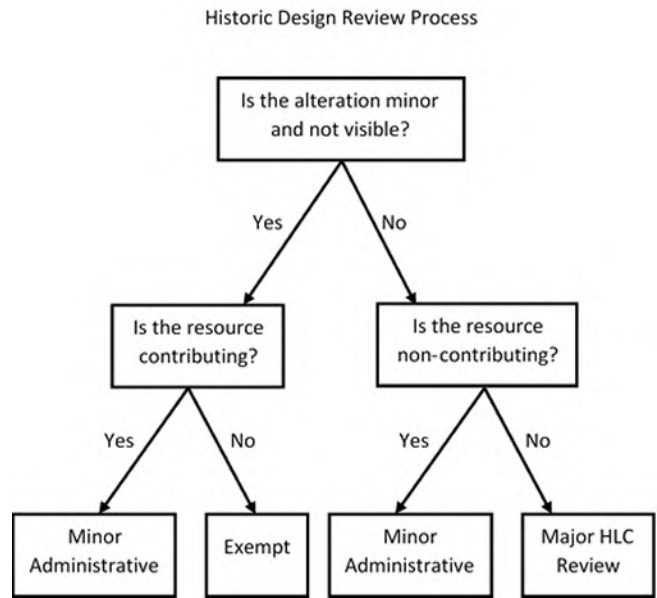 Historic Design Review Process
Is the alteration minor
and not visible?
Yes
No
Is the resource
contributing?
Is the resource
non-contributing?
Yes
No
Yes
No
Minor
Administrative
Exempt
Minor
Administrative
Major HLC
Review